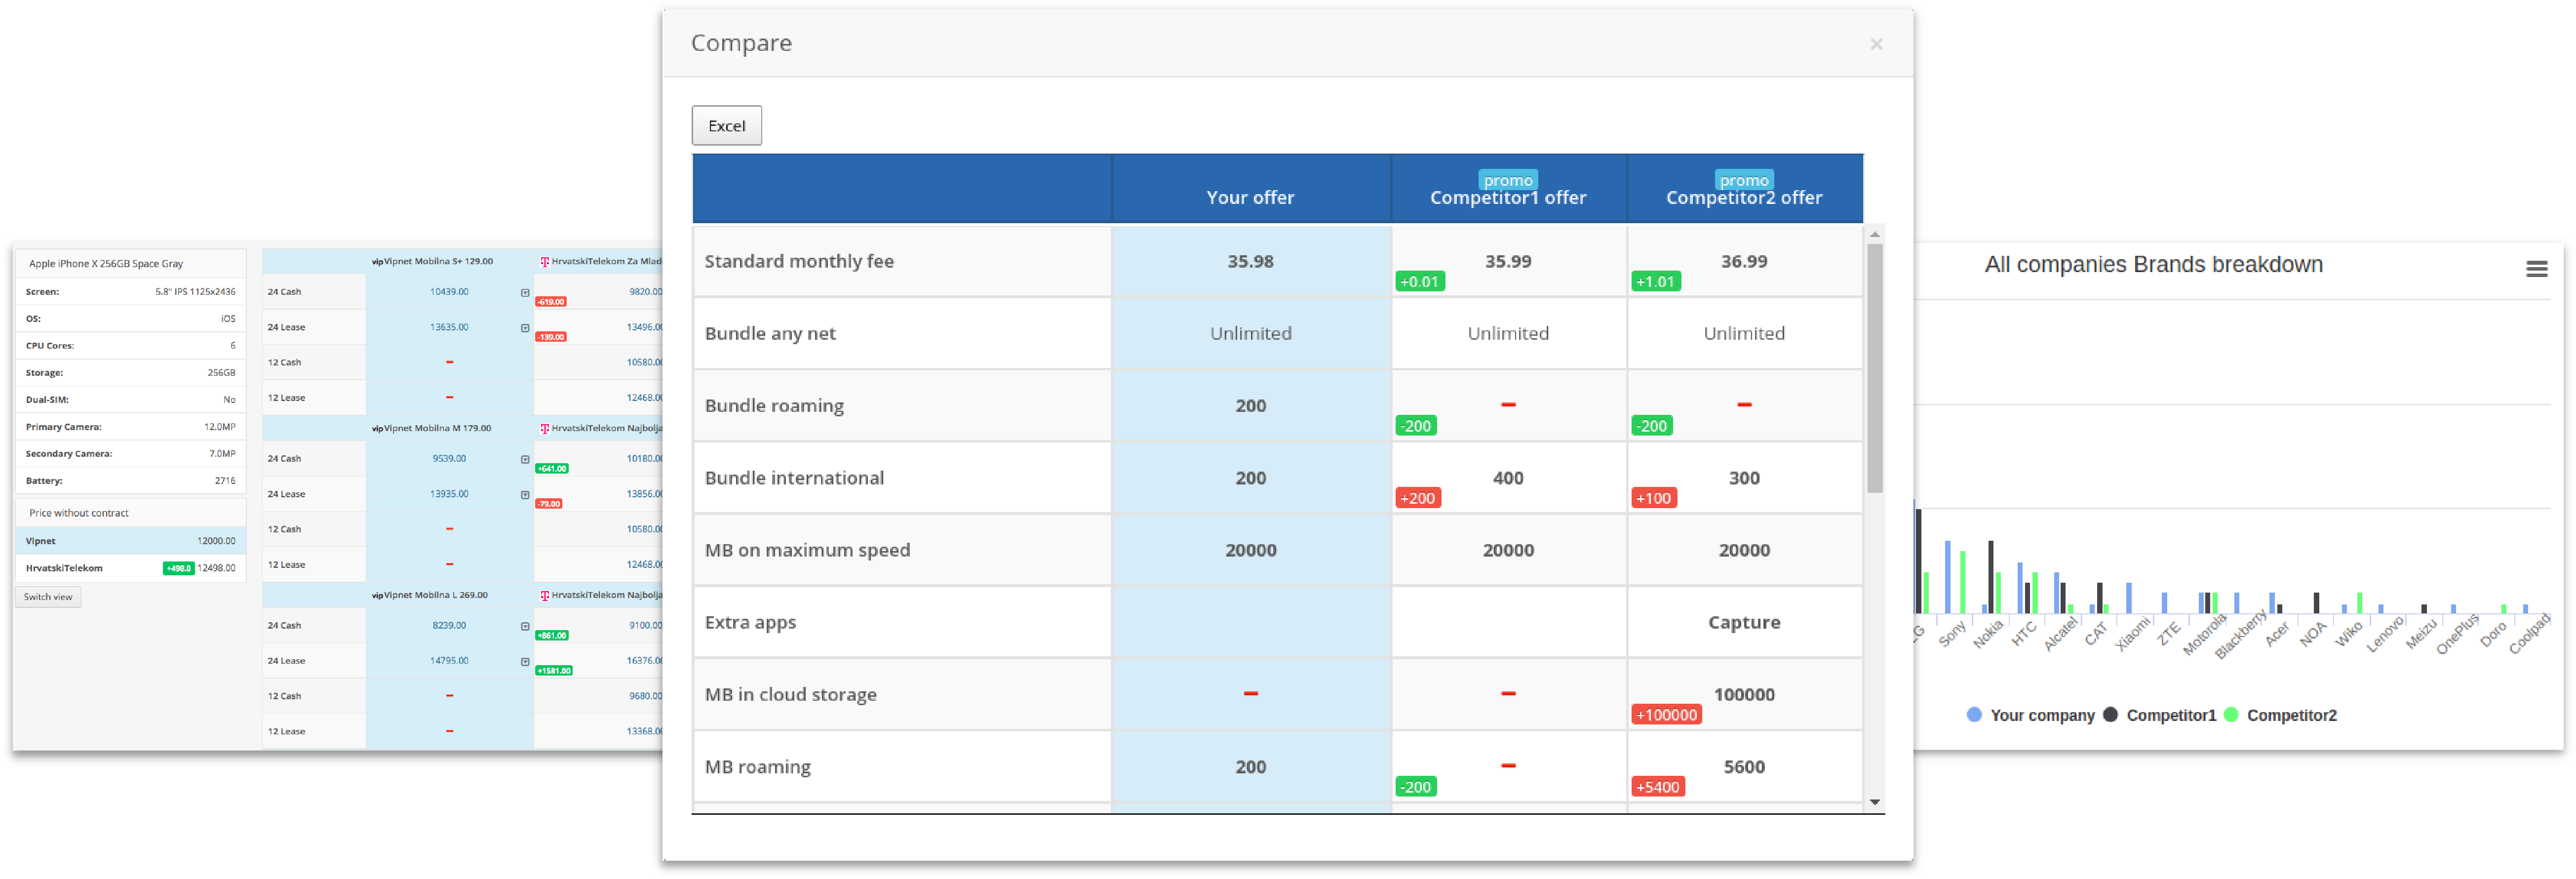 Apple iPhone X 256GB Space Gray
Screen: 5.8" IPS 1125x2436
OS: iOS
CPU Cores: 6
Storage: 256GB
Dual-SIM: No
Primary Camera: 12.0MP
Secondary Camera: 7.0MP
Battery: 2716
Price without contract
Vipnet 12000.00
HrvatskiTelekom +498.0 12498.00
Switch view
vip Vipnet Mobilna S+ 129.00 HrvatskiTelekom Za Mlad
24 Cash 10439.00 -619.00 9820.00
24 Lease 13635.00 -139.00 13496.00
12 Cash – 10580.00
12 Lease – 12468.00
vip Vipnet Mobilna M 179.00 HrvatskiTelekom Najbolja
24 Cash 9539.00 +641.00 10180.00
24 Lease 13935.00 -79.00 13856.00
12 Cash – 10580.00
12 Lease – 12468.00
vip Vipnet Mobilna L 269.00 HrvatskiTelekom Najbolja
24 Cash 8239.00 +861.00 9100.00
24 Lease 14795.00 +1581.00 16376.00
12 Cash – 9680.00
12 Lease – 13368.00
Compare ×
Excel
promo promo
Your offer Competitor1 offer Competitor2 offer
Standard monthly fee 35.98 +0.01 35.99 +1.01 36.99
Bundle any net Unlimited Unlimited Unlimited
Bundle roaming 200 -200 – -200 –
Bundle international 200 +200 400 +100 300
MB on maximum speed 20000 20000 20000
Extra apps Capture
MB in cloud storage – – +100000 100000
MB roaming 200 -200 – +5400 5600
All companies Brands breakdown
Sony Nokia HTC Alcatel CAT Xiaomi ZTE Motorola Blackberry Acer NOA Wiko Lenovo Meizu OnePlus Doro Coolpad
Your company Competitor1 Competitor2